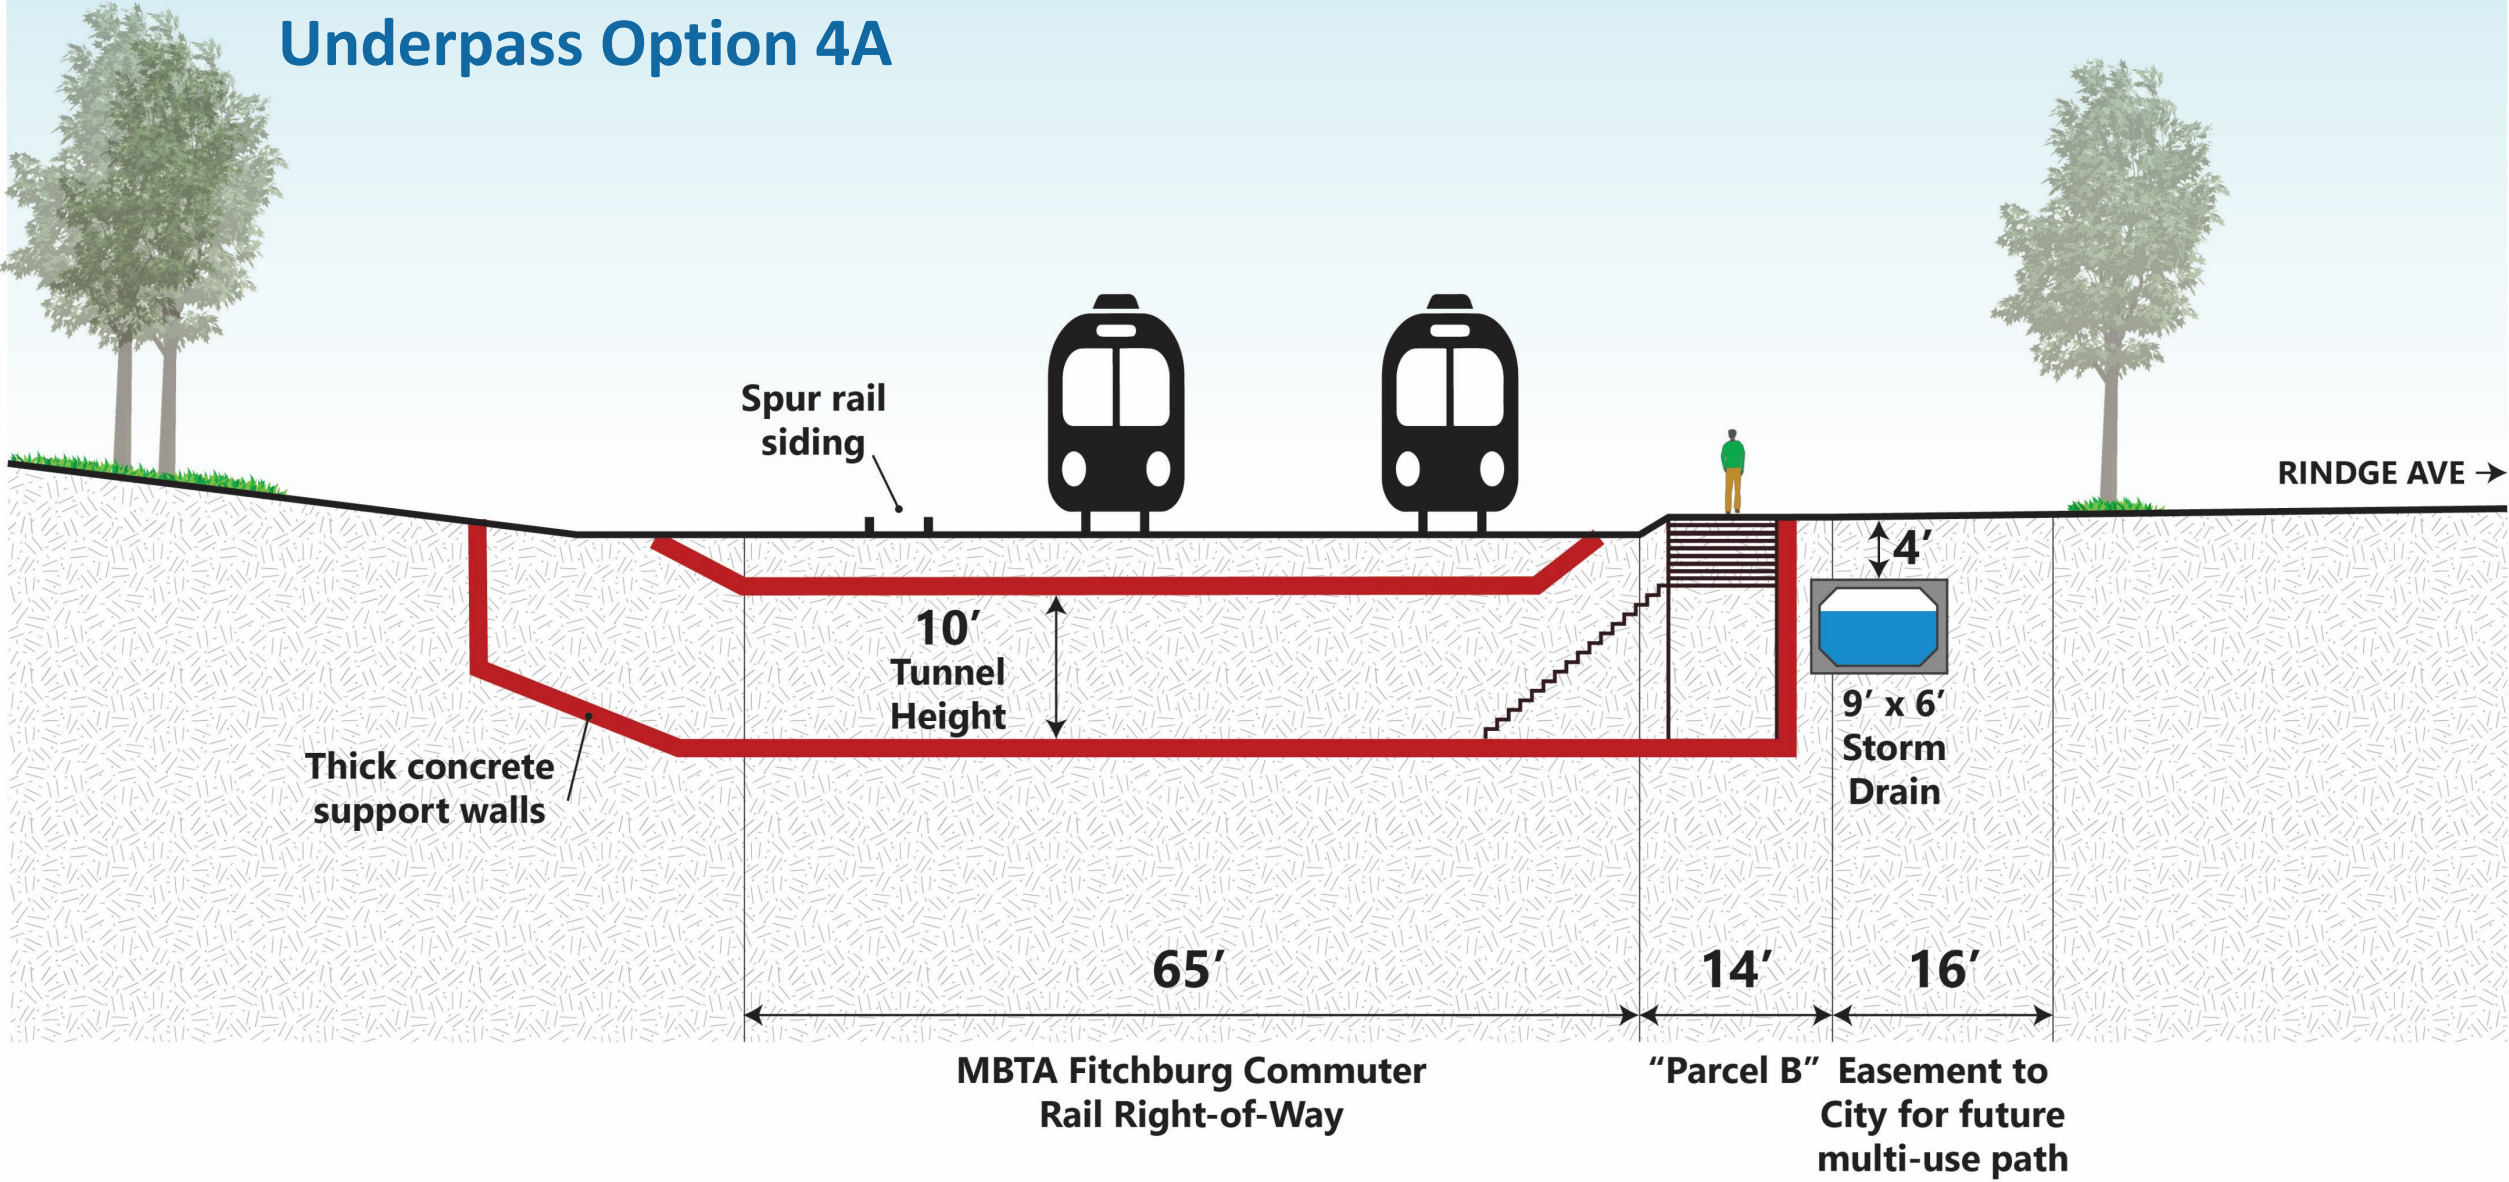 Underpass Option 4A
Spur rail
siding
RINDGE AVE
4′
10′
Tunnel
Height
9′ x 6′
Storm
Drain
Thick concrete
support walls
65′
14′
16′
MBTA Fitchburg Commuter
Rail Right-of-Way
“Parcel B”
Easement to
City for future
multi-use path